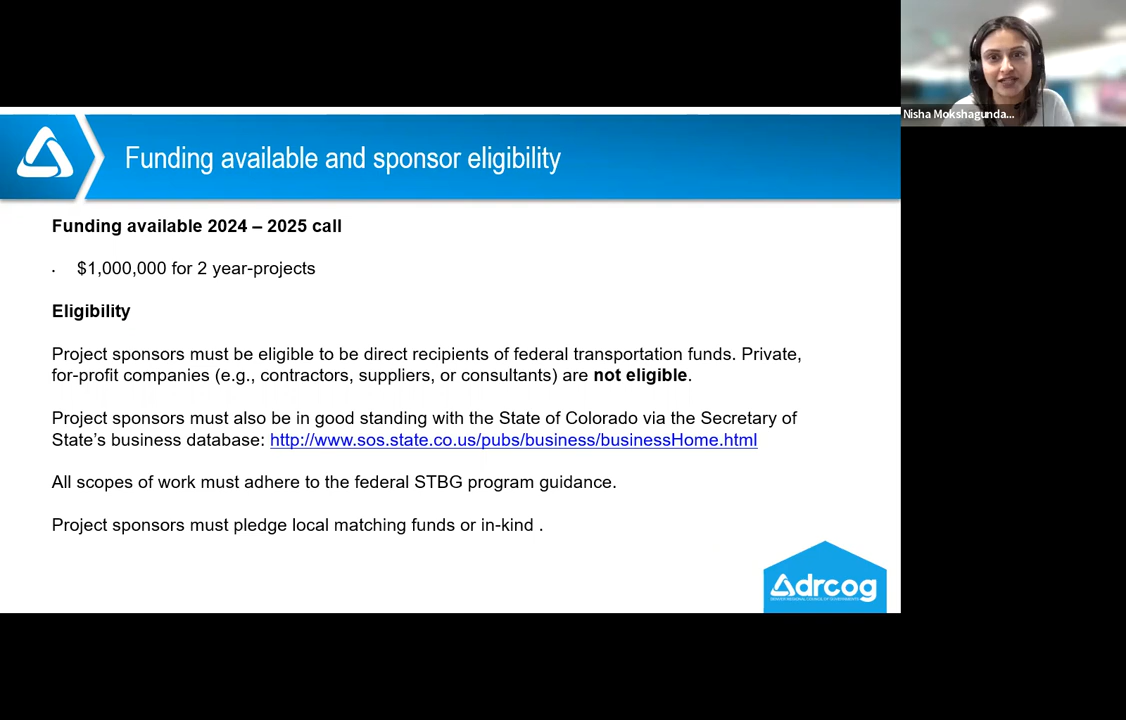 Nisha Mokshagunda...
Funding available and sponsor eligibility
Funding available 2024 – 2025 call
· $1,000,000 for 2 year-projects
Eligibility
Project sponsors must be eligible to be direct recipients of federal transportation funds. Private,
for-profit companies (e.g., contractors, suppliers, or consultants) are not eligible.
Project sponsors must also be in good standing with the State of Colorado via the Secretary of
State’s business database: http://www.sos.state.co.us/pubs/business/businessHome.html
All scopes of work must adhere to the federal STBG program guidance.
Project sponsors must pledge local matching funds or in-kind .
drcog
DENVER REGIONAL COUNCIL OF GOVERNMENTS